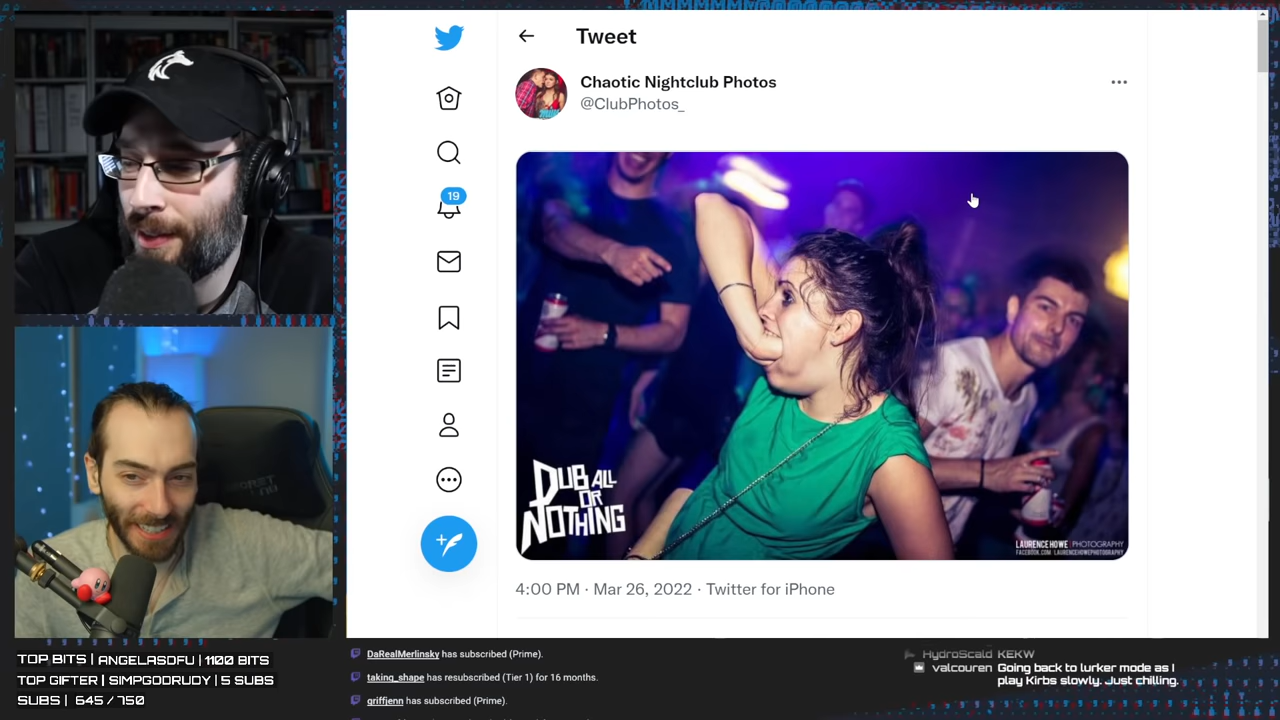 Tweet
Chaotic Nightclub Photos
@ClubPhotos_
19
DUB ALL
OR
NOTHING
LAURENCE HOWE | PHOTOGRAPHY
FACEBOOK.COM/LAURENCEHOWEPHOTOGRAPHY
4:00 PM · Mar 26, 2022 · Twitter for iPhone
TOP BITS | ANGELASDFU | 1100 BITS
TOP GIFTER | SIMPGODRUDY | 5 SUBS
SUBS | 645 / 750
DaRealMerlinsky has subscribed (Prime).
taking_shape has resubscribed (Tier 1) for 16 months.
griffjenn has subscribed (Prime).
HydroScald KEKW
valcouren Going back to lurker mode as I
play Kirbs slowly. Just chilling.